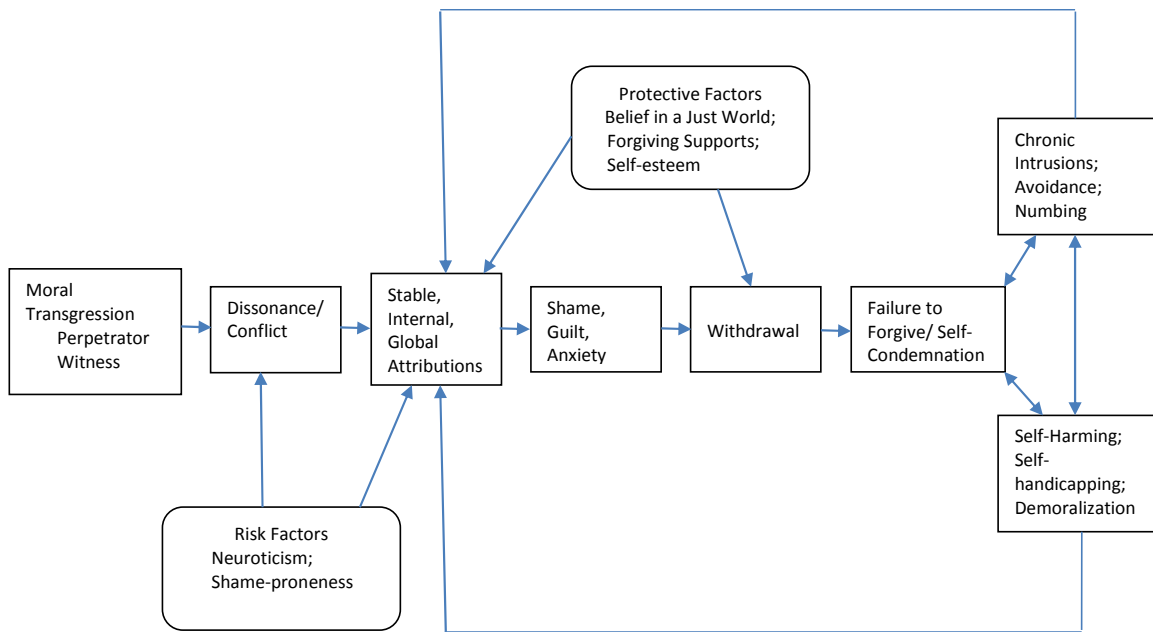 Protective Factors
Belief in a Just World;
Forgiving Supports;
Self-esteem
Chronic
Intrusions;
Avoidance;
Numbing
Moral
Transgression
Perpetrator
Witness
Dissonance/
Conflict
Stable,
Internal,
Global
Attributions
Shame,
Guilt,
Anxiety
Withdrawal
Failure to
Forgive/ Self-
Condemnation
Self-Harming;
Self-
handicapping;
Demoralization
Risk Factors
Neuroticism;
Shame-proneness